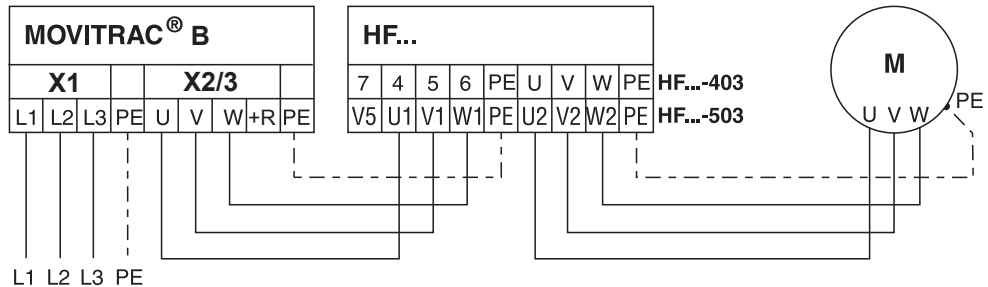 MOVITRAC® B HF... M
X1 X2/3 7 4 5 6 PE U V W PE HF...-403
L1 L2 L3 PE U V W +R PE V5 U1 V1 W1 PE U2 V2 W2 PE HF...-503 U V W PE
L1 L2 L3 PE